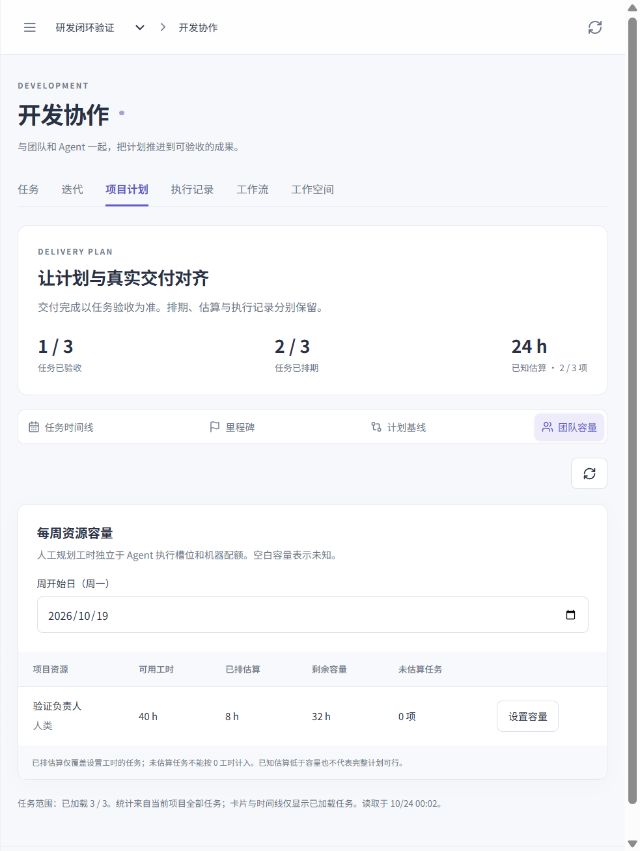 研发闭环验证
开发协作
DEVELOPMENT
开发协作
与团队和 Agent 一起，把计划推进到可验收的成果。
任务 迭代 项目计划 执行记录 工作流 工作空间
DELIVERY PLAN
让计划与真实交付对齐
交付完成以任务验收为准。排期、估算与执行记录分别保留。
1 / 3 2 / 3 24 h
任务已验收 任务已排期 已知估算 · 2 / 3 项
任务时间线 里程碑 计划基线 团队容量
每周资源容量
人工规划工时独立于 Agent 执行槽位和机器配额。空白容量表示未知。
周开始日（周一）
2026/10/19
项目资源 可用工时 已排估算 剩余容量 未估算任务
验证负责人
人类
40 h 8 h 32 h 0 项 设置容量
已排估算仅覆盖设置工时的任务；未估算任务不能按 0 工时计入。已知估算低于容量也不代表完整计划可行。
任务范围：已加载 3 / 3。统计来自当前项目全部任务；卡片与时间线仅显示已加载任务。读取于 10/24 00:02。